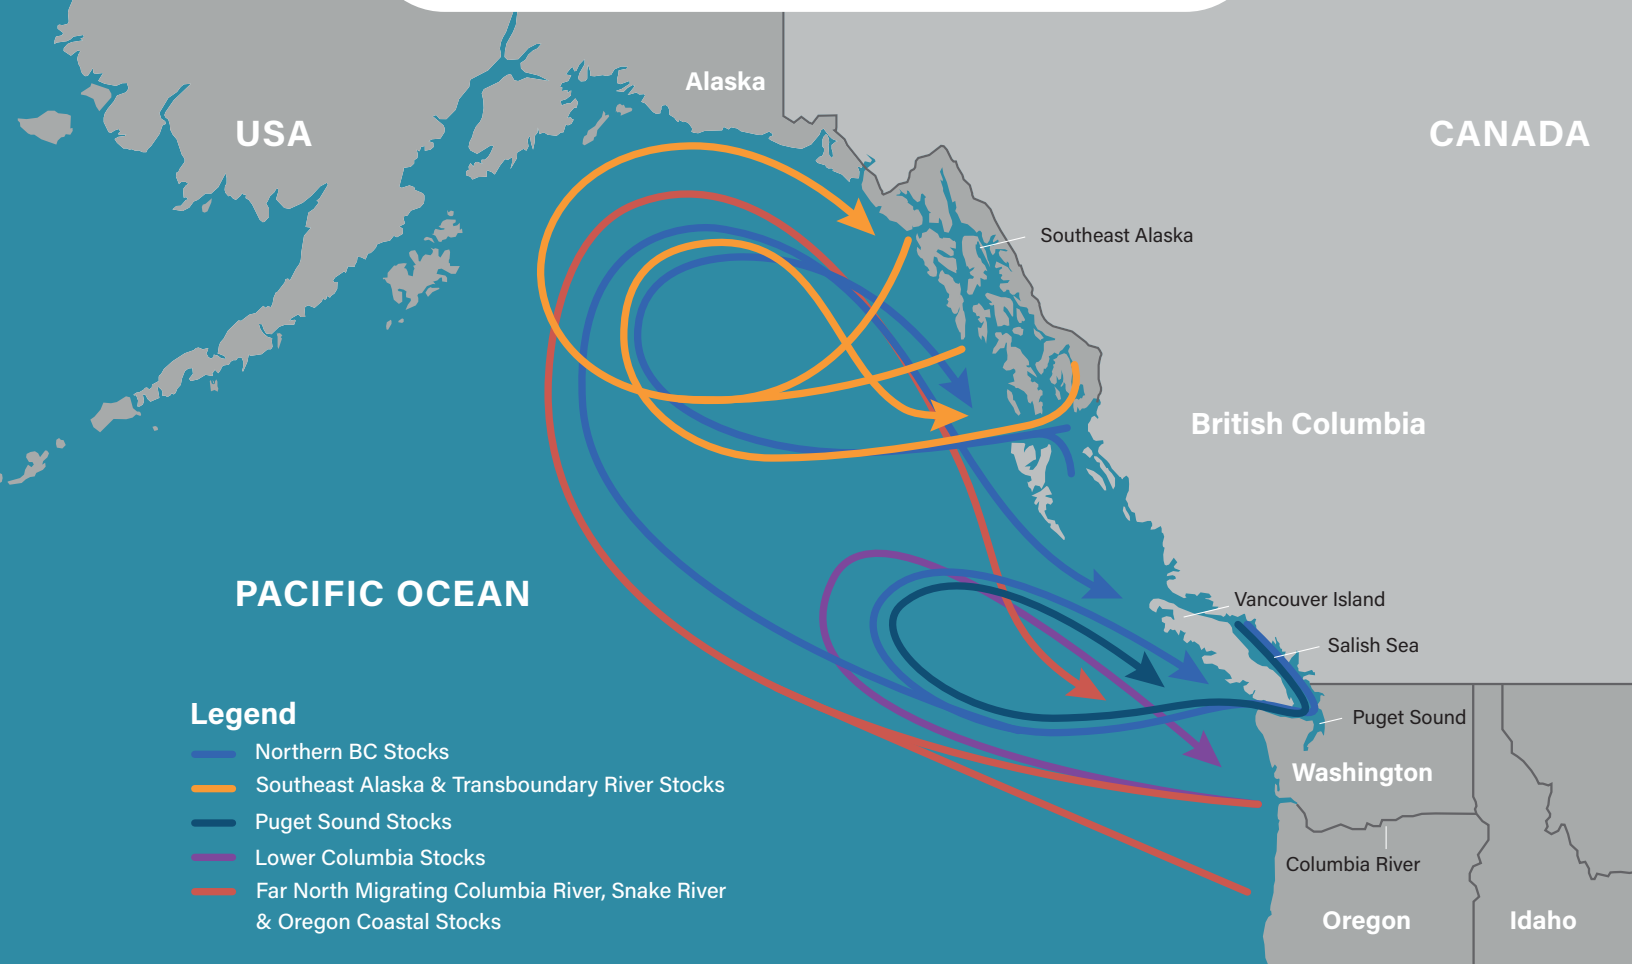 Alaska
USA
CANADA
Southeast Alaska
British Columbia
PACIFIC OCEAN
Vancouver Island
Salish Sea
Puget Sound
Washington
Columbia River
Oregon
Idaho
Legend
Northern BC Stocks
Southeast Alaska & Transboundary River Stocks
Puget Sound Stocks
Lower Columbia Stocks
Far North Migrating Columbia River, Snake River
& Oregon Coastal Stocks